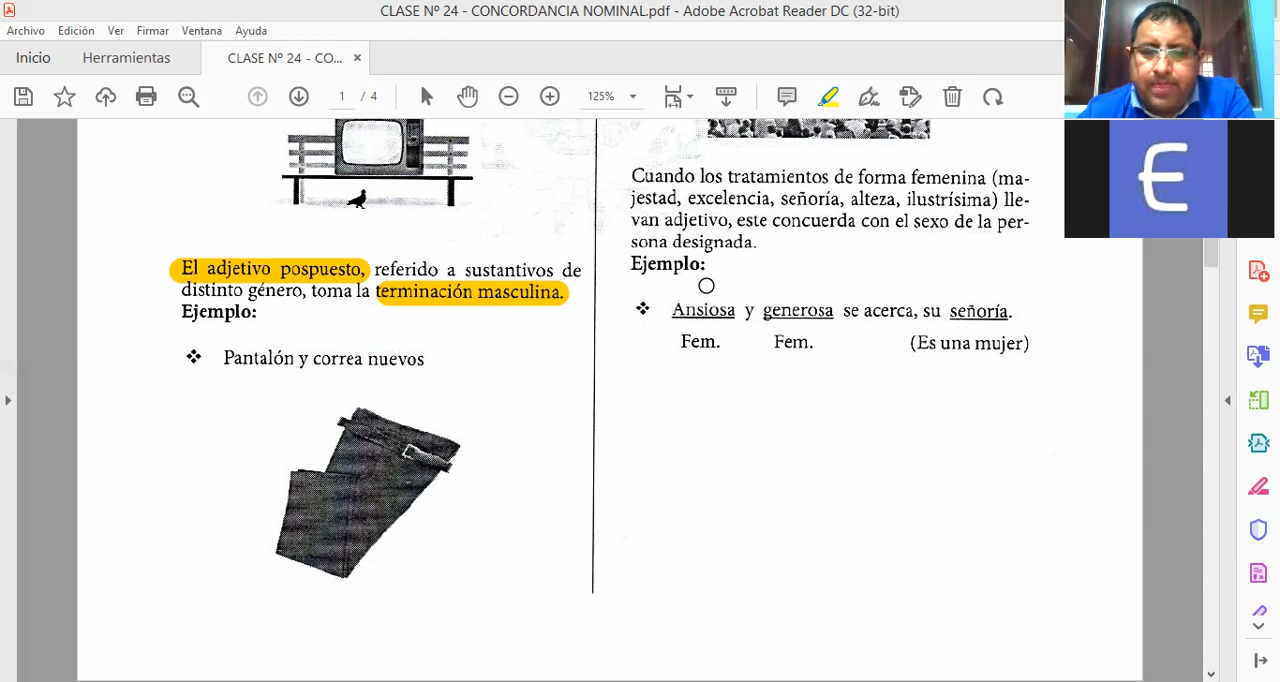 CLASE Nº 24 - CONCORDANCIA NOMINAL.pdf - Adobe Acrobat Reader DC (32-bit)
Archivo Edición Ver Firmar Ventana Ayuda
Inicio Herramientas CLASE Nº 24 - CO... ×
1 / 4 125%
El adjetivo pospuesto, referido a sustantivos de
distinto género, toma la terminación masculina.
Ejemplo:
❖ Pantalón y correa nuevos
Cuando los tratamientos de forma femenina (ma-
jestad, excelencia, señoría, alteza, ilustrísima) lle-
van adjetivo, este concuerda con el sexo de la per-
sona designada.
Ejemplo:
❖ Ansiosa y generosa se acerca, su señoría.
Fem. Fem. (Es una mujer)
E